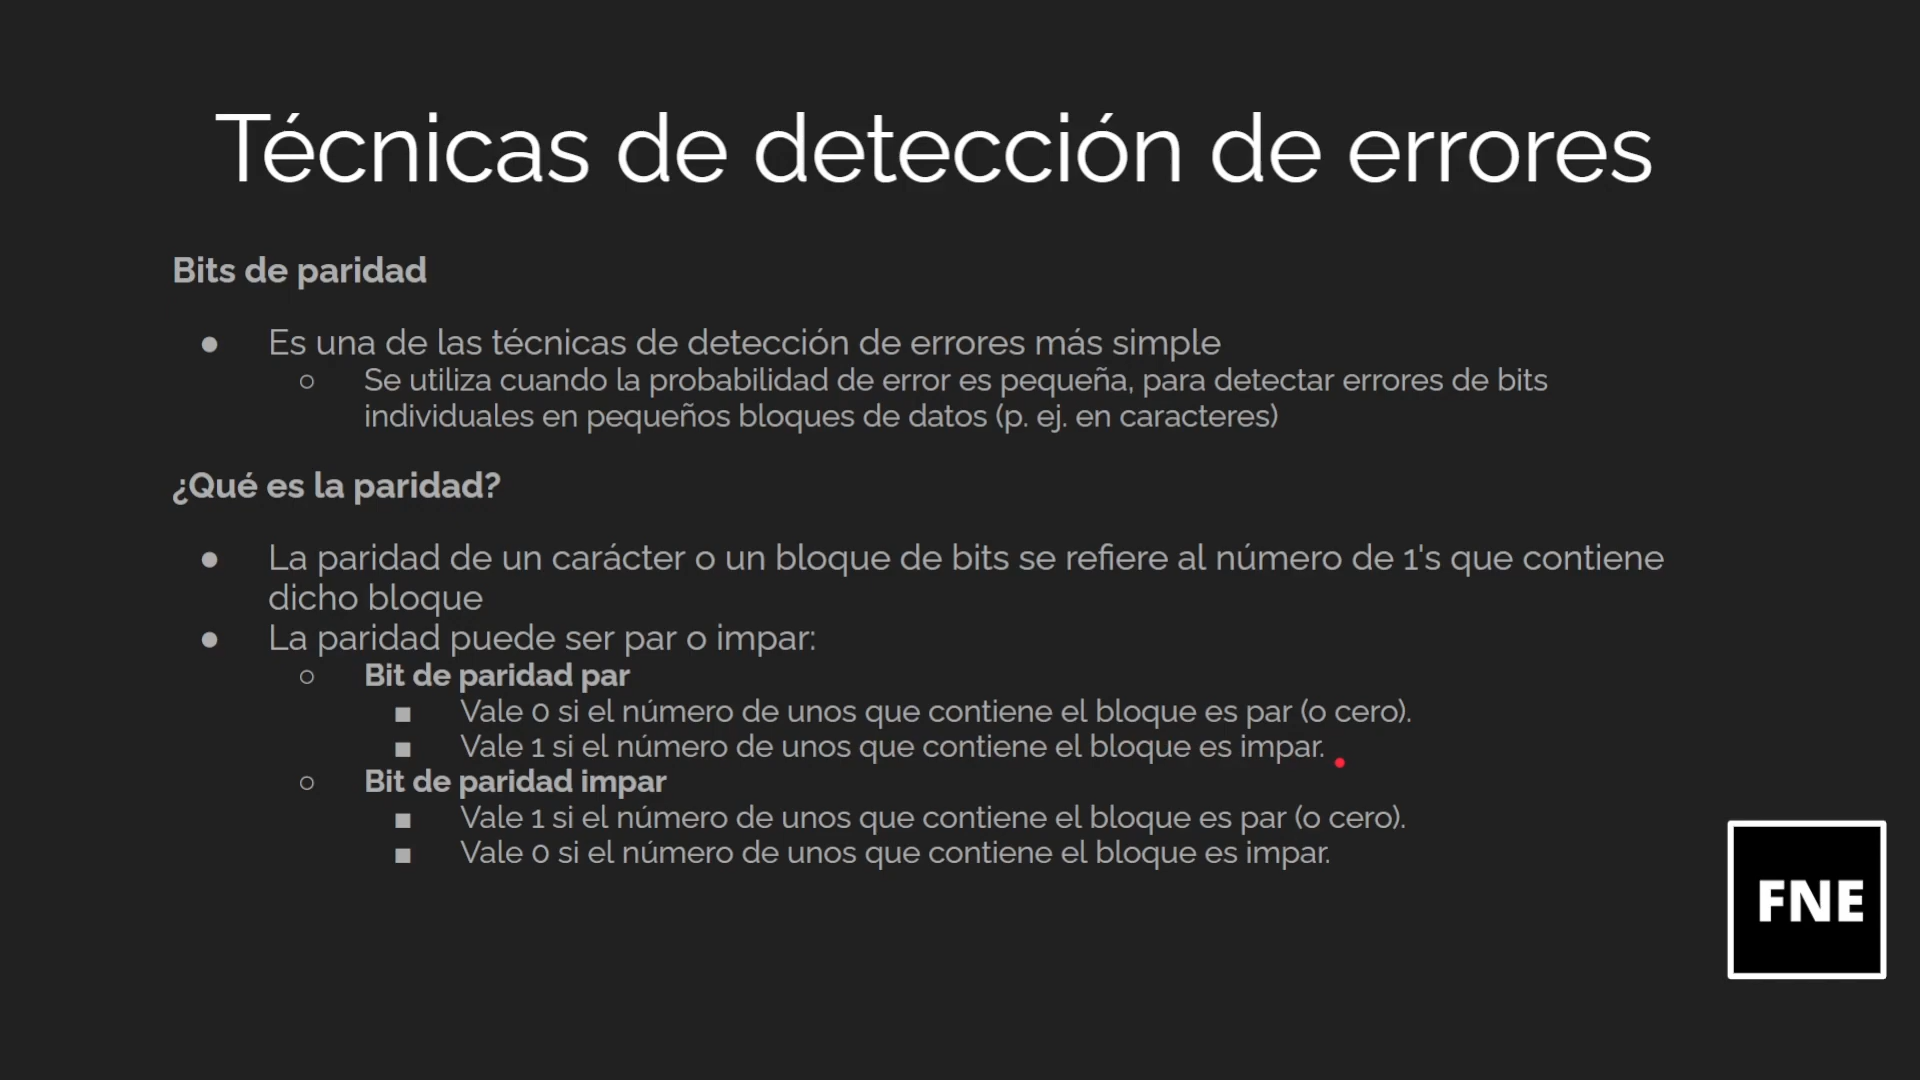 Técnicas de detección de errores
Bits de paridad
● Es una de las técnicas de detección de errores más simple
○ Se utiliza cuando la probabilidad de error es pequeña, para detectar errores de bits
individuales en pequeños bloques de datos (p. ej. en caracteres)
¿Qué es la paridad?
● La paridad de un carácter o un bloque de bits se refiere al número de 1's que contiene
dicho bloque
● La paridad puede ser par o impar:
○ Bit de paridad par
■ Vale 0 si el número de unos que contiene el bloque es par (o cero).
■ Vale 1 si el número de unos que contiene el bloque es impar.
○ Bit de paridad impar
■ Vale 1 si el número de unos que contiene el bloque es par (o cero).
■ Vale 0 si el número de unos que contiene el bloque es impar.
FNE